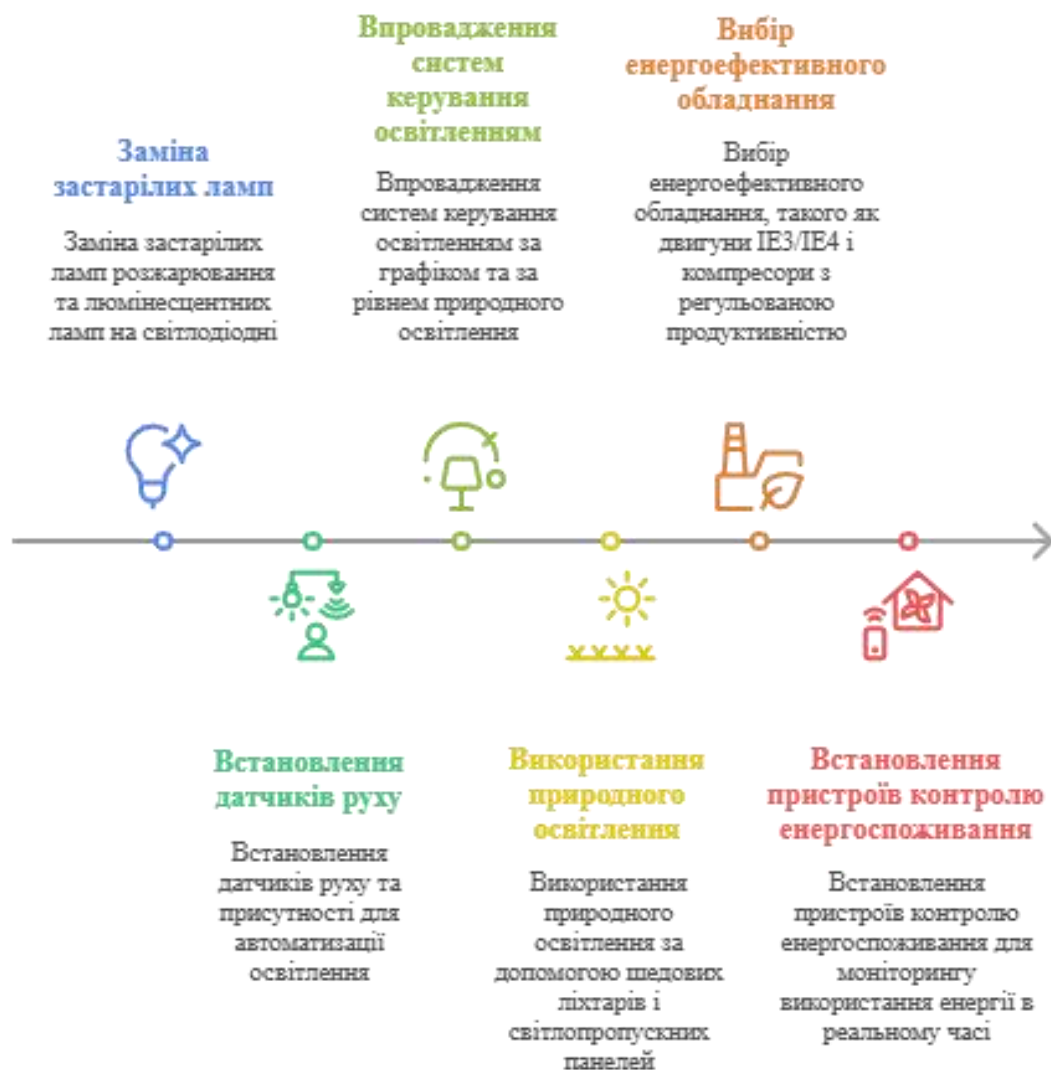 Заміна
застарілих ламп
Заміна застарілих
ламп розжарювання
та люмінесцентних
ламп на світлодіодні
Встановлення
датчиків руху
Встановлення
датчиків руху та
присутності для
автоматизації
освітлення
Впровадження
систем
керування
освітленням
Впровадження
систем керування
освітленням за
графіком та за
рівнем природного
освітлення
Використання
природного
освітлення
Використання
природного
освітлення за
допомогою шедових
ліхтарів і
світлопропускних
панелей
Вибір
енергоефективного
обладнання
Вибір
енергоефективного
обладнання, такого як
двигуни IE3/IE4 і
компресори з
регульованою
продуктивністю
Встановлення
пристроїв контролю
енергоспоживання
Встановлення
пристроїв контролю
енергоспоживання для
моніторингу
використання енергії в
реальному часі